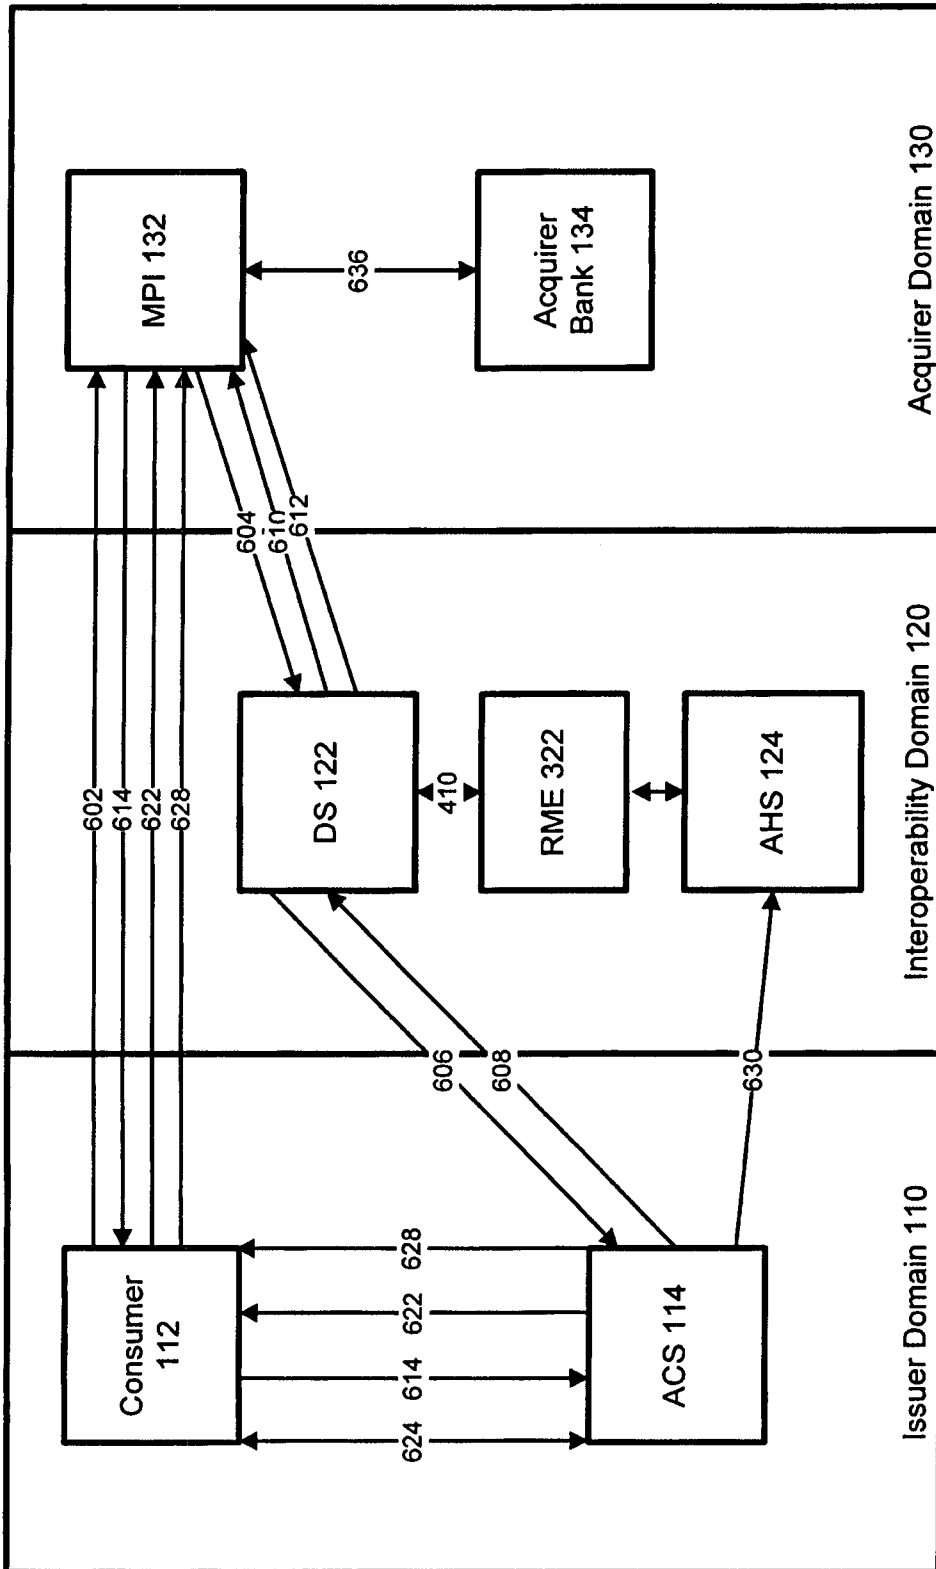 Consumer
112
602
614
622
628
MPI 132
604
610
612
DS 122
624
614
622
628
606
608
410
636
RME 322
ACS 114
630
AHS 124
Acquirer
Bank 134
Issuer Domain 110
Interoperability Domain 120
Acquirer Domain 130